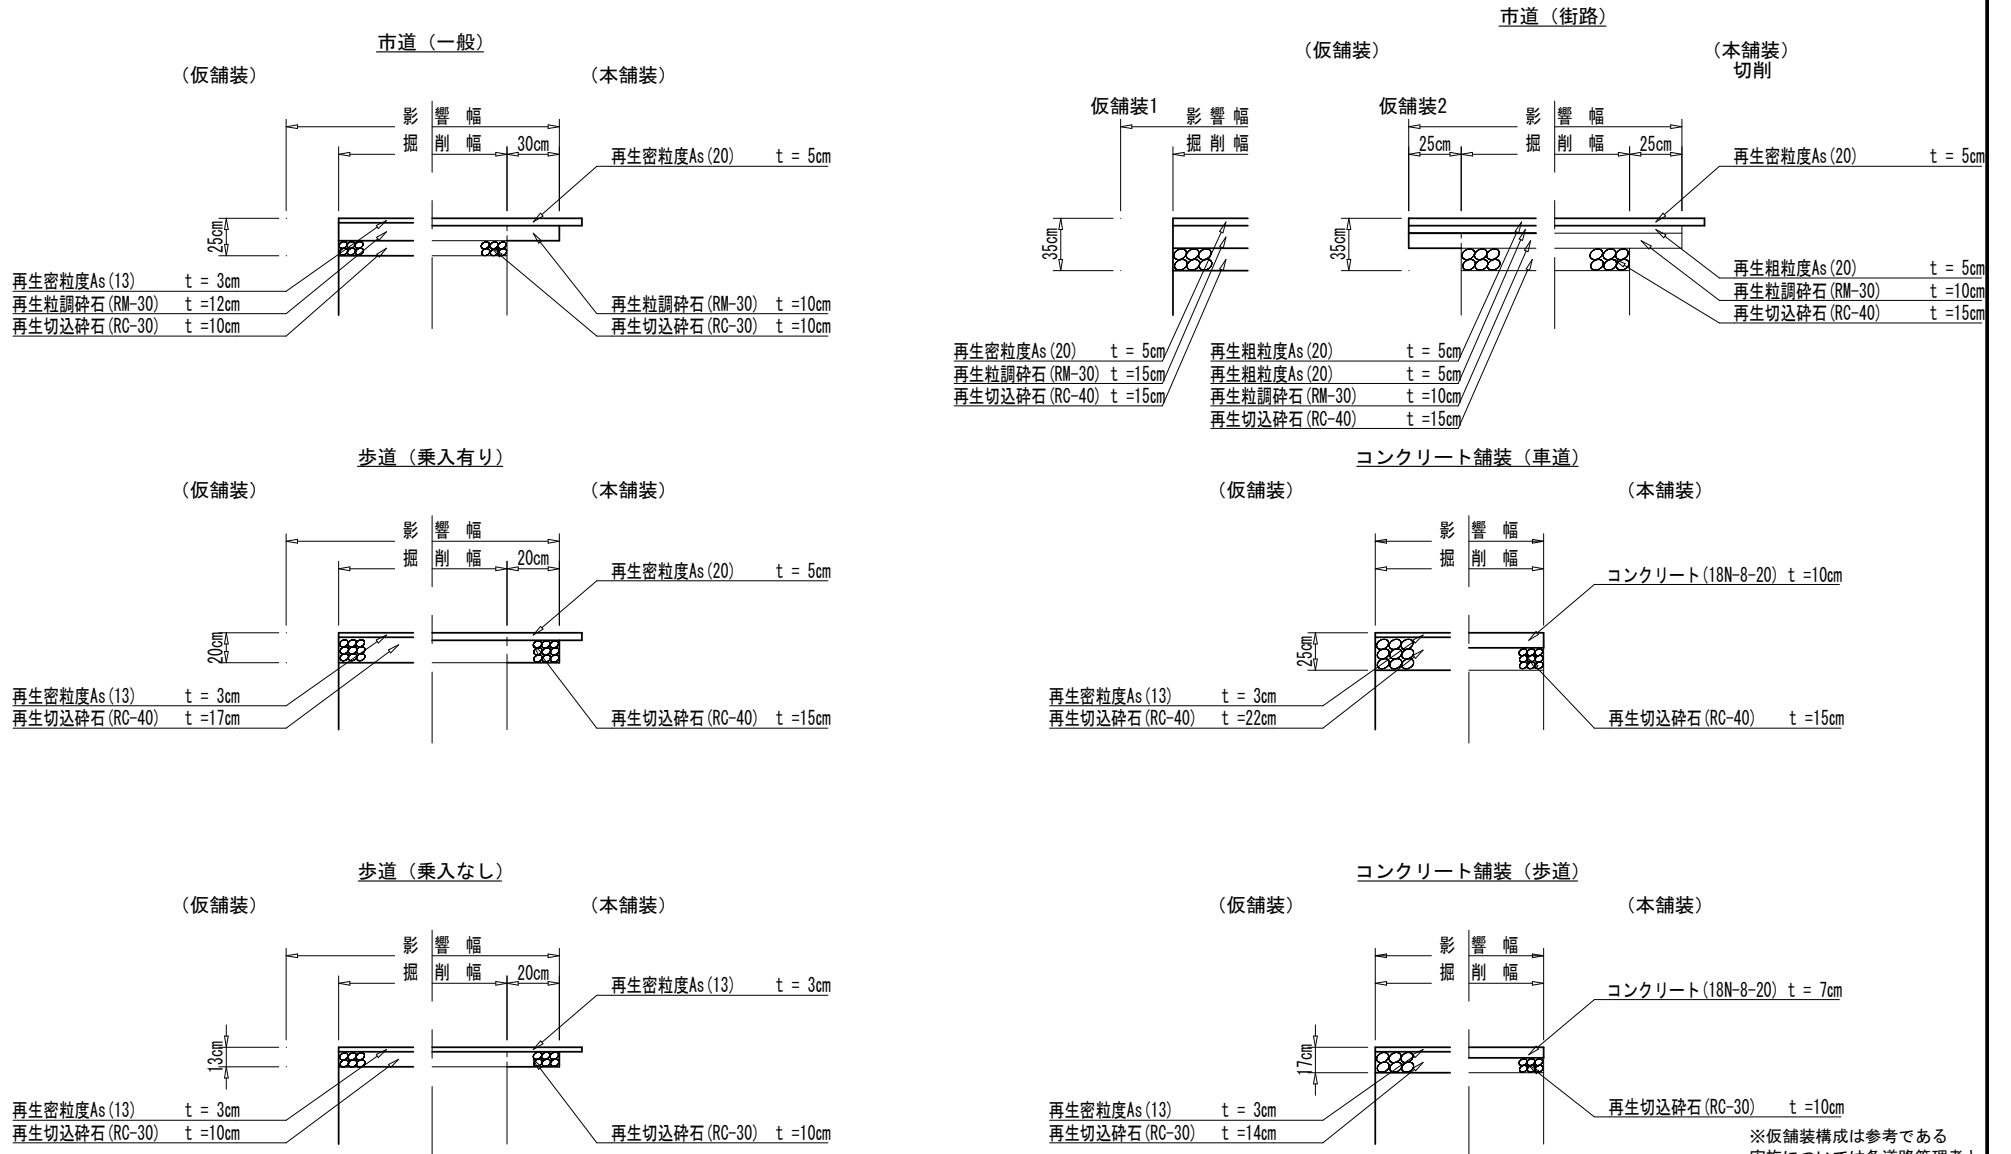 市道（一般）
（仮舗装）
（本舗装）
影 響 幅
掘 削 幅
30cm
再生密粒度As(20) t = 5cm
25cm
再生密粒度As(13) t = 3cm
再生粒調砕石(RM-30) t =12cm
再生切込砕石(RC-30) t =10cm
再生粒調砕石(RM-30) t =10cm
再生切込砕石(RC-30) t =10cm
市道（街路）
（仮舗装）
（本舗装）
切削
仮舗装1
影 響 幅
掘 削 幅
仮舗装2
影 響 幅
25cm
掘 削 幅
25cm
再生密粒度As(20) t = 5cm
35cm
35cm
再生粗粒度As(20) t = 5cm
再生粒調砕石(RM-30) t =10cm
再生切込砕石(RC-40) t =15cm
再生密粒度As(20) t = 5cm
再生粒調砕石(RM-30) t =15cm
再生切込砕石(RC-40) t =15cm
再生粗粒度As(20) t = 5cm
再生粗粒度As(20) t = 5cm
再生粒調砕石(RM-30) t =10cm
再生切込砕石(RC-40) t =15cm
歩道（乗入有り）
（仮舗装）
（本舗装）
影 響 幅
掘 削 幅
20cm
再生密粒度As(20) t = 5cm
20cm
再生密粒度As(13) t = 3cm
再生切込砕石(RC-40) t =17cm
再生切込砕石(RC-40) t =15cm
コンクリート舗装（車道）
（仮舗装）
（本舗装）
影 響 幅
掘 削 幅
コンクリート(18N-8-20) t =10cm
25cm
再生密粒度As(13) t = 3cm
再生切込砕石(RC-40) t =22cm
再生切込砕石(RC-40) t =15cm
歩道（乗入なし）
（仮舗装）
（本舗装）
影 響 幅
掘 削 幅
20cm
再生密粒度As(13) t = 3cm
13cm
再生密粒度As(13) t = 3cm
再生切込砕石(RC-30) t =10cm
再生切込砕石(RC-30) t =10cm
コンクリート舗装（歩道）
（仮舗装）
（本舗装）
影 響 幅
掘 削 幅
コンクリート(18N-8-20) t = 7cm
17cm
再生密粒度As(13) t = 3cm
再生切込砕石(RC-30) t =14cm
再生切込砕石(RC-30) t =10cm
※仮舗装構成は参考である